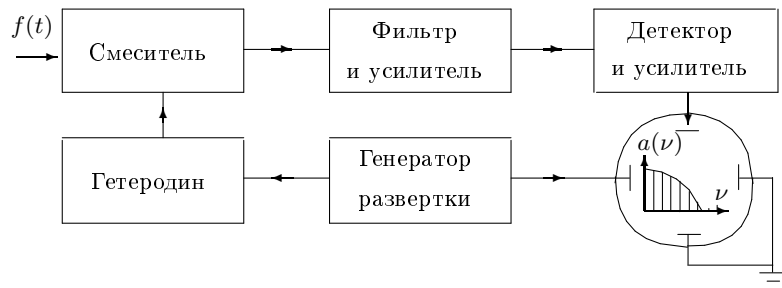 f(t)
Смеситель
Фильтр
и усилитель
Детектор
и усилитель
Гетеродин
Генератор
развертки
a(ν)
ν